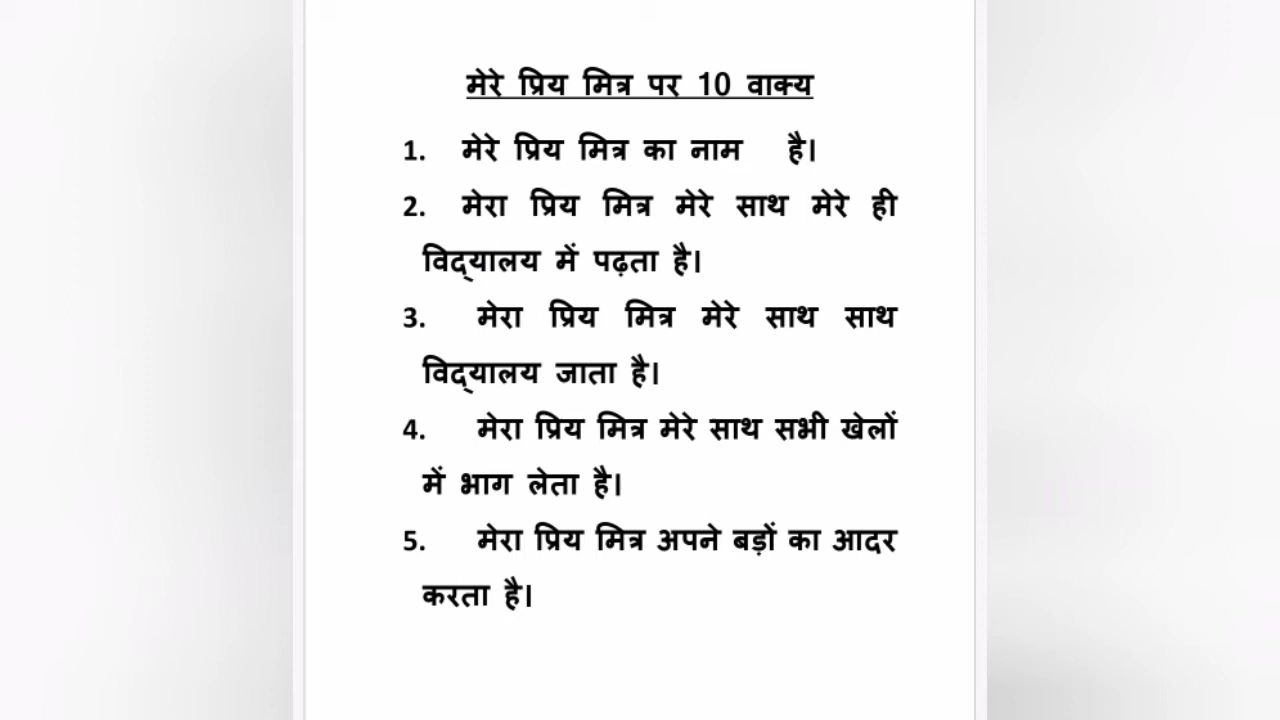 मेरे प्रिय मित्र पर 10 वाक्य
1. मेरे प्रिय मित्र का नाम है।
2. मेरा प्रिय मित्र मेरे साथ मेरे ही
विद्‌यालय में पढ़ता है।
3. मेरा प्रिय मित्र मेरे साथ साथ
विद्‌यालय जाता है।
4. मेरा प्रिय मित्र मेरे साथ सभी खेलों
में भाग लेता है।
5. मेरा प्रिय मित्र अपने बड़ों का आदर
करता है।